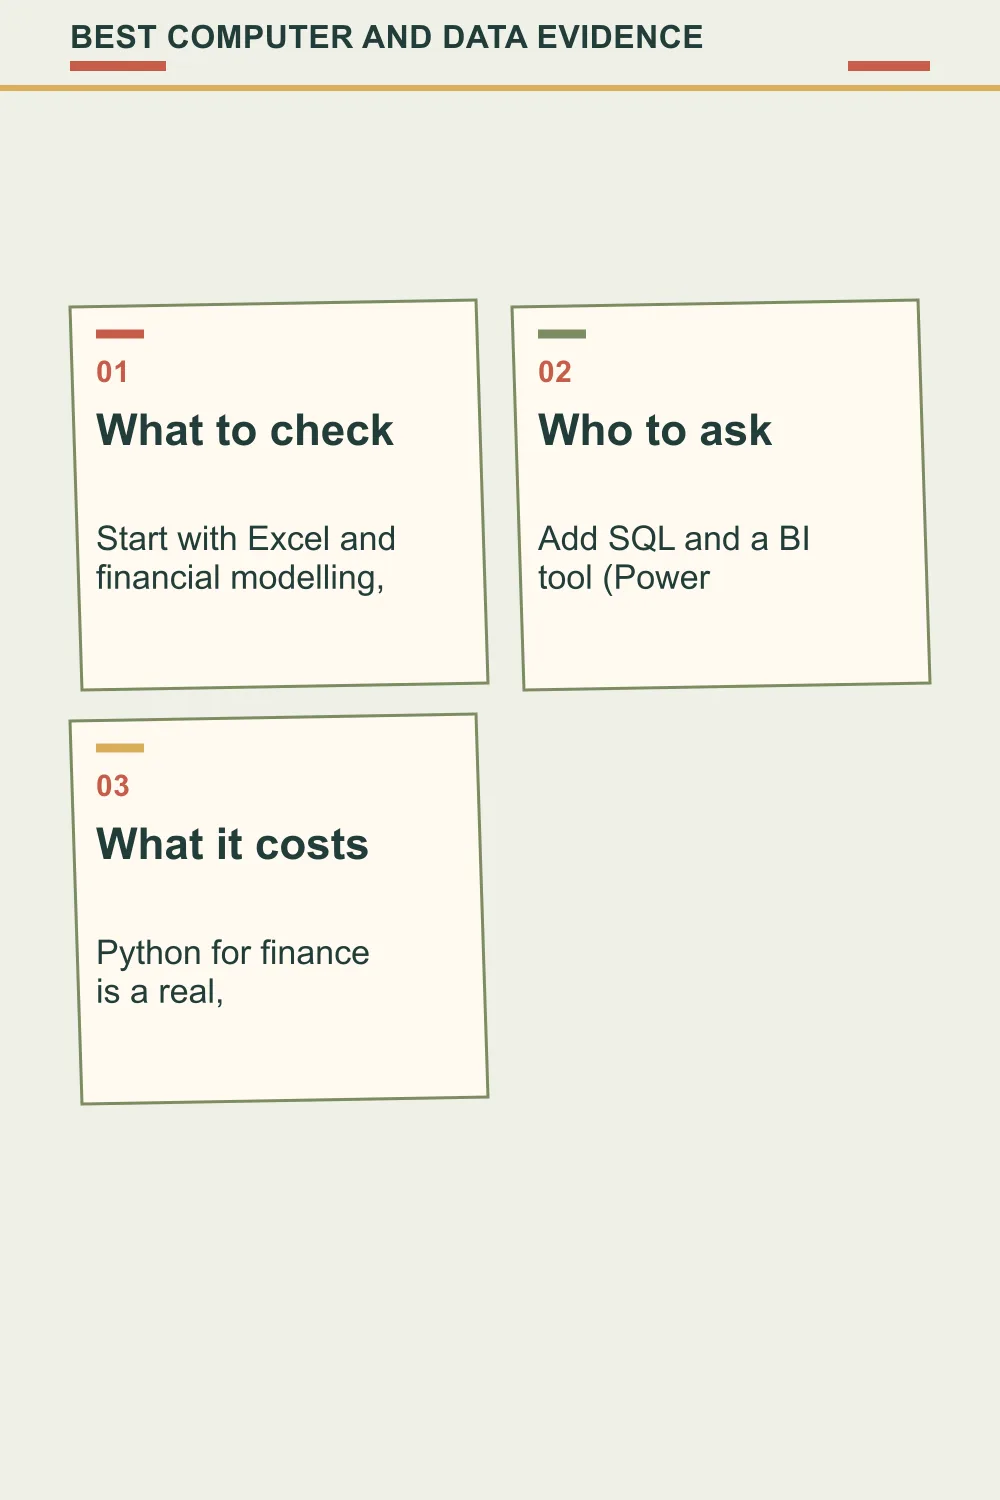 BEST COMPUTER AND DATA EVIDENCE
01
What to check
Start with Excel and
financial modelling,
02
Who to ask
Add SQL and a BI
tool (Power
03
What it costs
Python for finance
is a real,